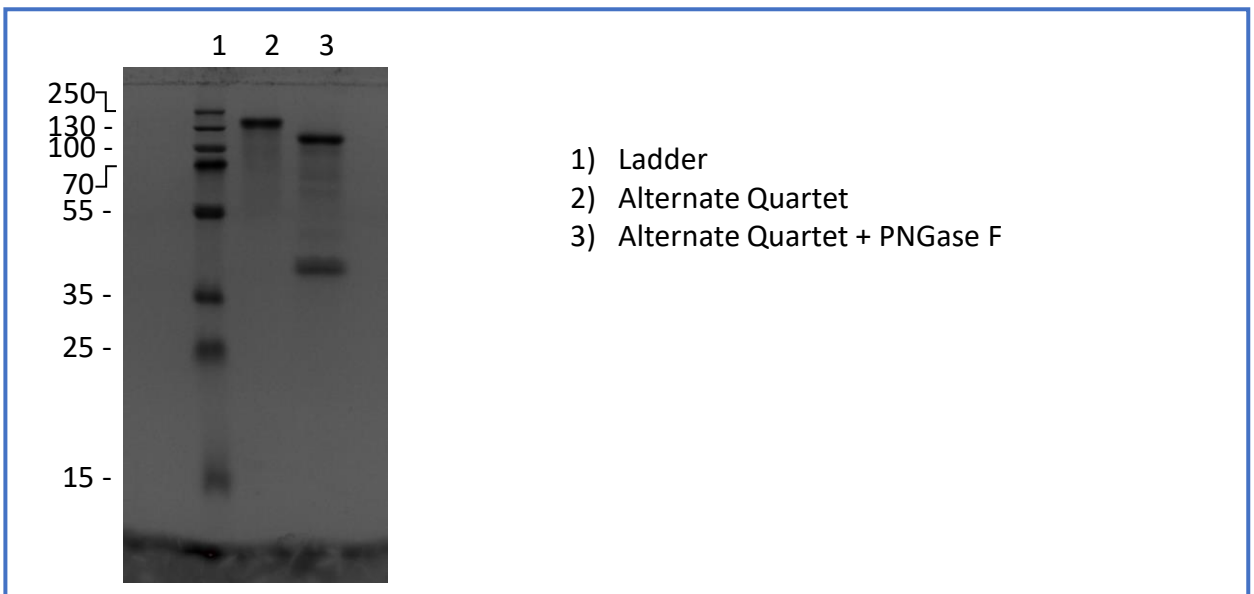 1 2 3
250
130 -
100 -
70
55 -
35 -
25 -
15 -
1) Ladder
2) Alternate Quartet
3) Alternate Quartet + PNGase F